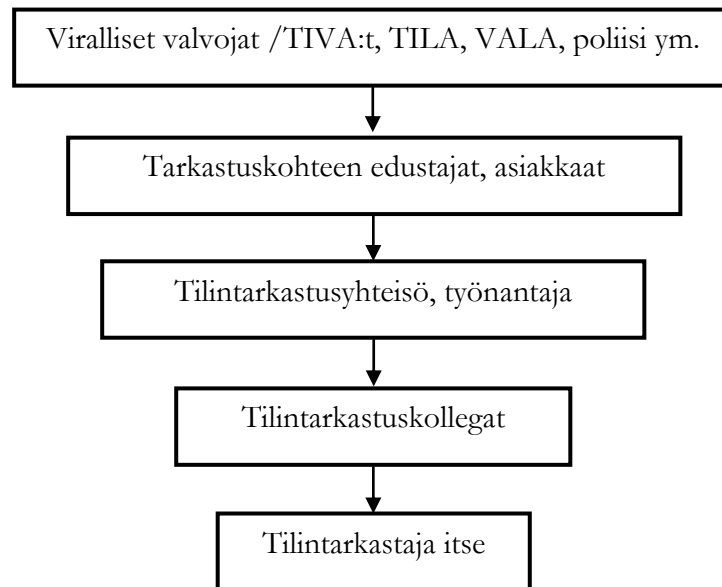 Viralliset valvojat /TIVA:t, TILA, VALA, poliisi ym.
Tarkastuskohteen edustajat, asiakkaat
Tilintarkastusyhteisö, työnantaja
Tilintarkastuskollegat
Tilintarkastaja itse